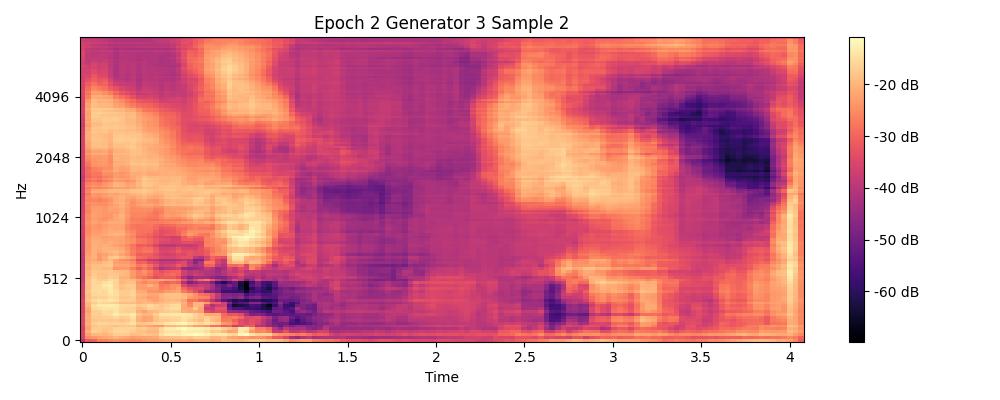 Epoch 2 Generator 3 Sample 2
Hz
4096
2048
1024
512
0
0 0.5 1 1.5 2 2.5 3 3.5 4
Time
-20 dB
-30 dB
-40 dB
-50 dB
-60 dB